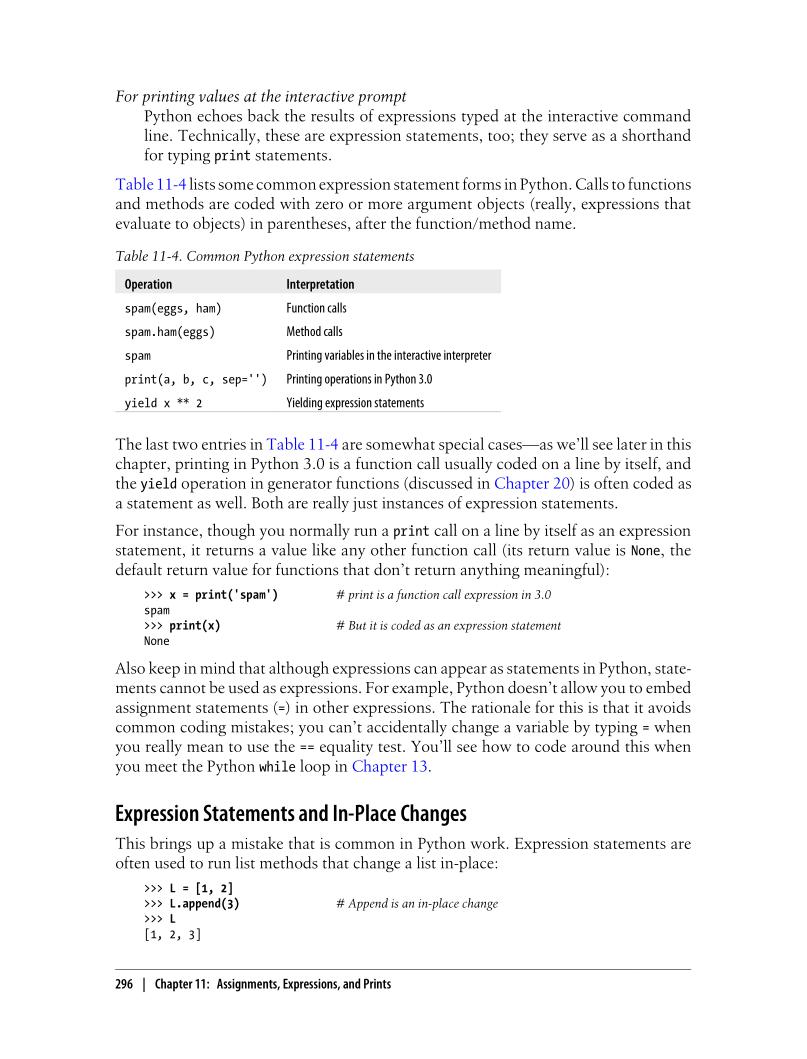 For printing values at the interactive prompt
Python echoes back the results of expressions typed at the interactive command
line. Technically, these are expression statements, too; they serve as a shorthand
for typing print statements.
Table 11-4 lists some common expression statement forms in Python. Calls to functions
and methods are coded with zero or more argument objects (really, expressions that
evaluate to objects) in parentheses, after the function/method name.
Table 11-4. Common Python expression statements
Operation Interpretation
spam(eggs, ham) Function calls
spam.ham(eggs) Method calls
spam Printing variables in the interactive interpreter
print(a, b, c, sep='') Printing operations in Python 3.0
yield x ** 2 Yielding expression statements
The last two entries in Table 11-4 are somewhat special cases—as we’ll see later in this
chapter, printing in Python 3.0 is a function call usually coded on a line by itself, and
the yield operation in generator functions (discussed in Chapter 20) is often coded as
a statement as well. Both are really just instances of expression statements.
For instance, though you normally run a print call on a line by itself as an expression
statement, it returns a value like any other function call (its return value is None, the
default return value for functions that don’t return anything meaningful):
>>> x = print('spam') # print is a function call expression in 3.0
spam
>>> print(x) # But it is coded as an expression statement
None
Also keep in mind that although expressions can appear as statements in Python, state-
ments cannot be used as expressions. For example, Python doesn’t allow you to embed
assignment statements (=) in other expressions. The rationale for this is that it avoids
common coding mistakes; you can’t accidentally change a variable by typing = when
you really mean to use the == equality test. You’ll see how to code around this when
you meet the Python while loop in Chapter 13.
Expression Statements and In-Place Changes
This brings up a mistake that is common in Python work. Expression statements are
often used to run list methods that change a list in-place:
>>> L = [1, 2]
>>> L.append(3) # Append is an in-place change
>>> L
[1, 2, 3]
296 | Chapter 11: Assignments, Expressions, and Prints